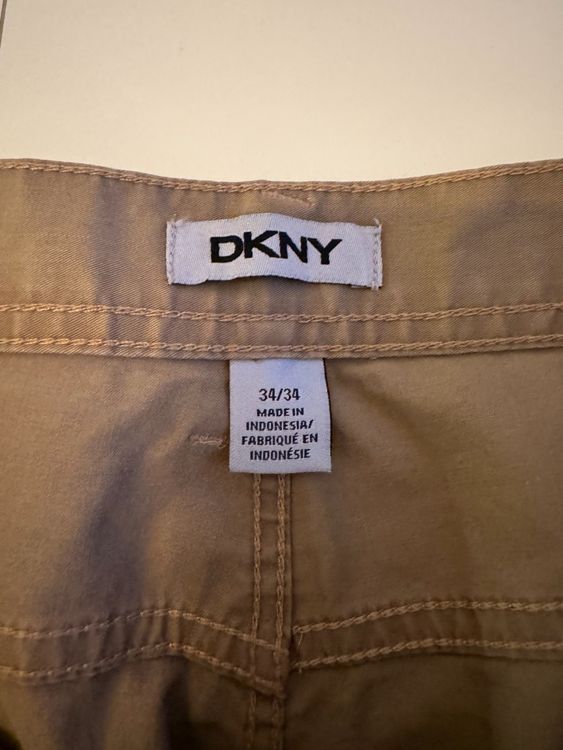 DKNY
34/34
MADE IN
INDONESIA/
FABRIQUÉ EN
INDONÉSIE